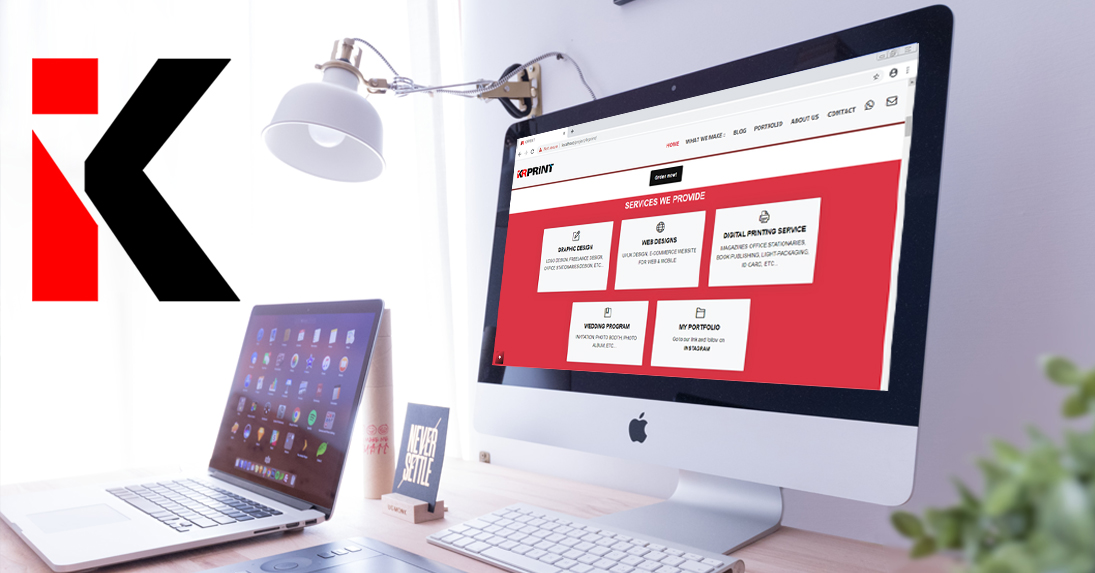 iK
KRPRINT
HOME
WHAT WE MAKE
BLOG
PORTFOLIO
ABOUT US
CONTACT
Order now!
SERVICES WE PROVIDE
GRAPHIC DESIGN
LOGO DESIGN, FREELANCE DESIGN,
OFFICE STATIONARIES DESIGN, ETC..
WEB DESIGNS
UI/UX DESIGN, E-COMMERCE WEBSITE
FOR WEB & MOBILE
DIGITAL PRINTING SERVICE
MAGAZINES, OFFICE STATIONARIES,
BOOK PUBLISHING, LIGHT-PACKAGING,
ID CARD, ETC..
WEDDING PROGRAM
INVITATION, PHOTO BOOTH, PHOTO
ALBUM, ETC..
MY PORTFOLIO
Go to our link and follow on
INSTAGRAM
NEVER
SETTLE